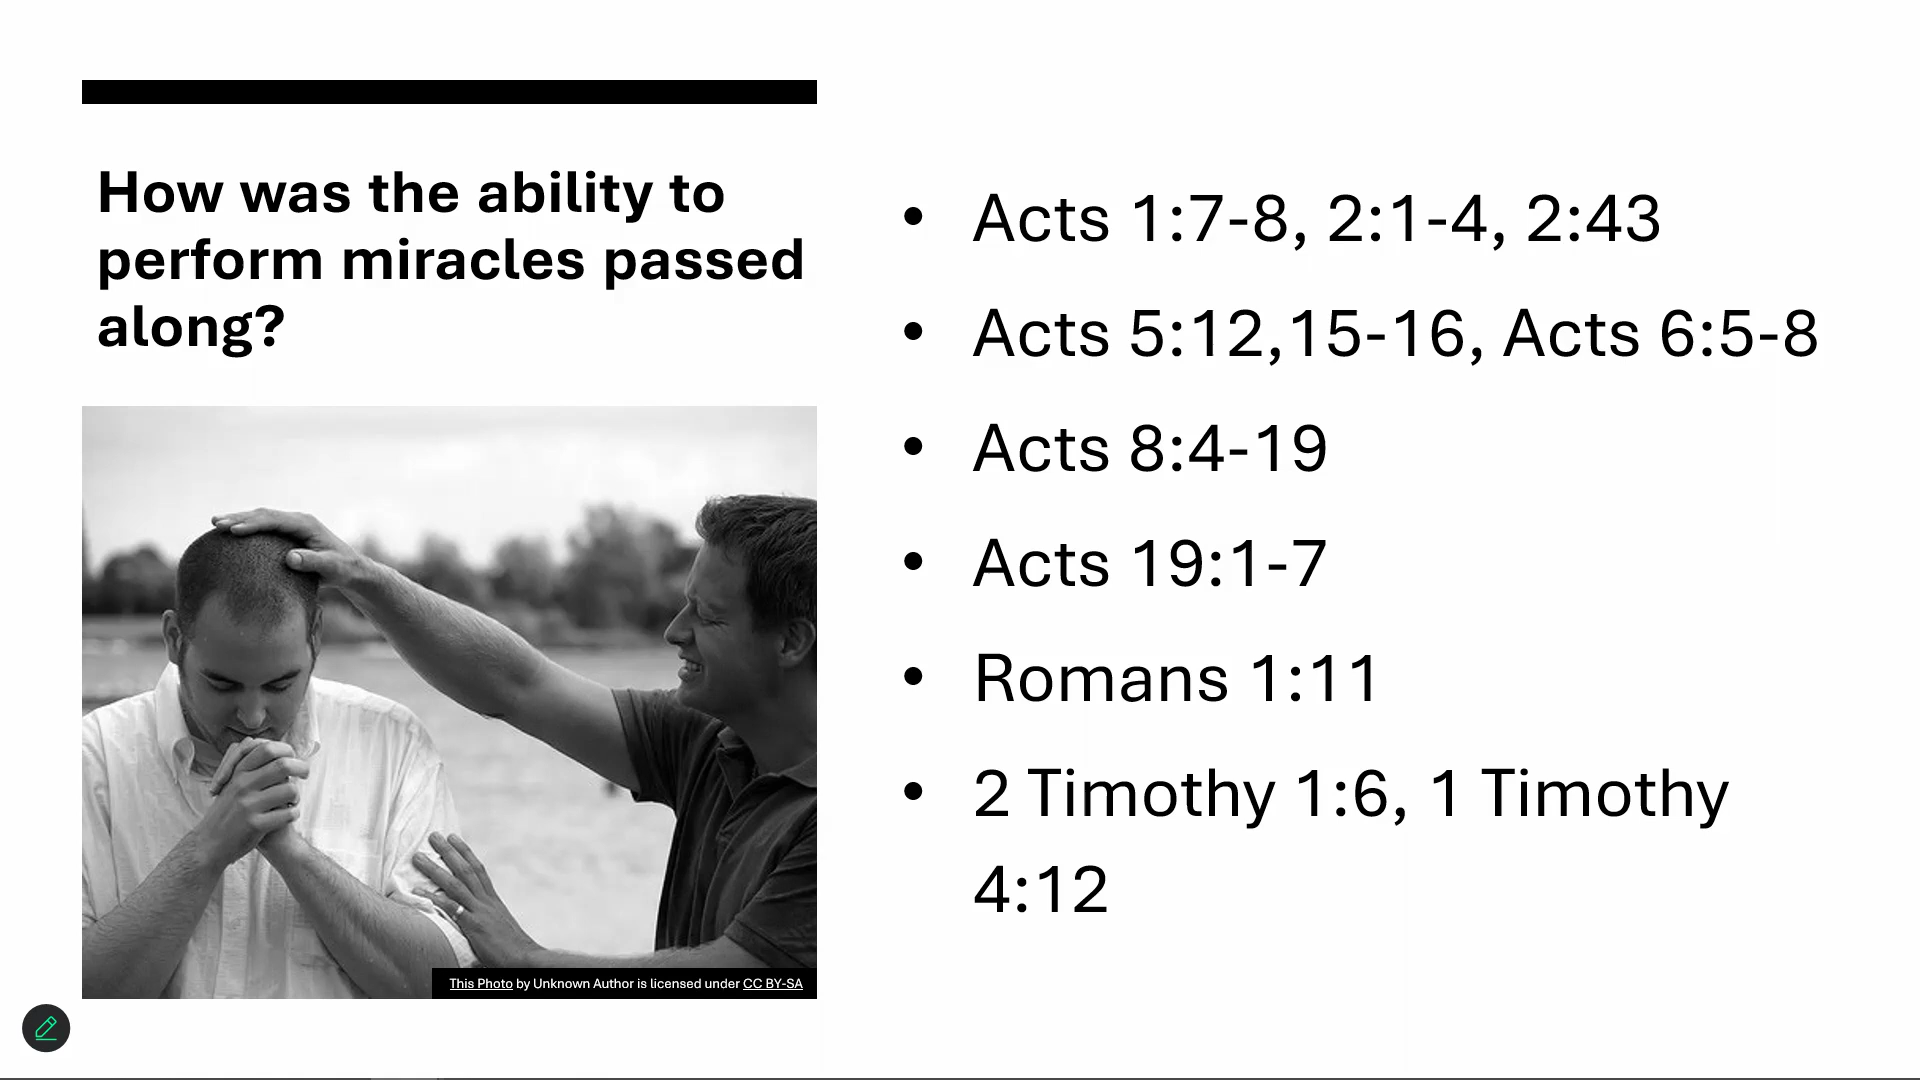 How was the ability to
perform miracles passed
along?
• Acts 1:7-8, 2:1-4, 2:43
• Acts 5:12,15-16, Acts 6:5-8
• Acts 8:4-19
• Acts 19:1-7
• Romans 1:11
• 2 Timothy 1:6, 1 Timothy
4:12
This Photo by Unknown Author is licensed under CC BY-SA